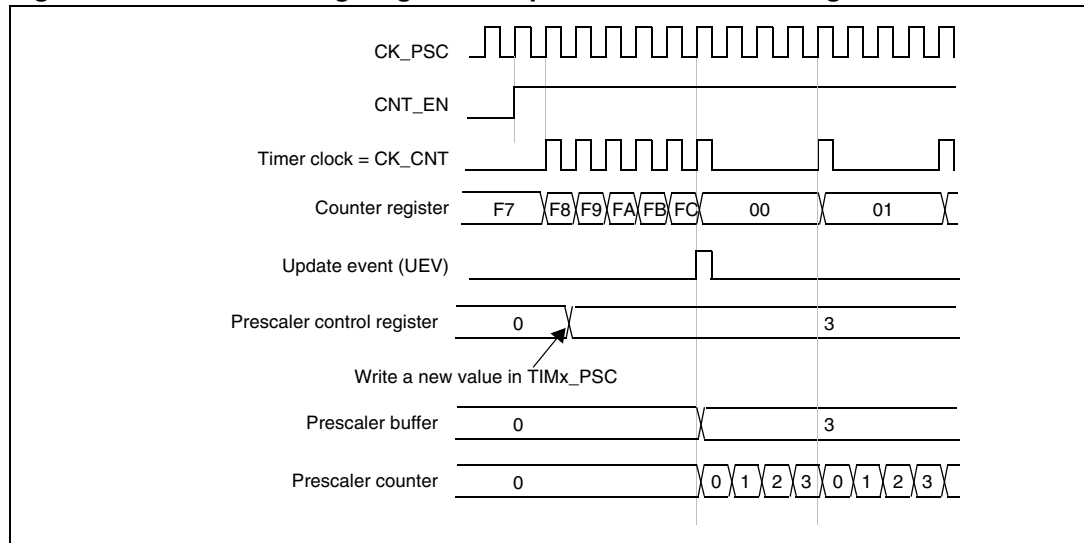 CK_PSC
CNT_EN
Timer clock = CK_CNT
Counter register F7 F8 F9 FA FB FC 00 01
Update event (UEV)
Prescaler control register 0 3
Write a new value in TIMx_PSC
Prescaler buffer 0 3
Prescaler counter 0 0 1 2 3 0 1 2 3